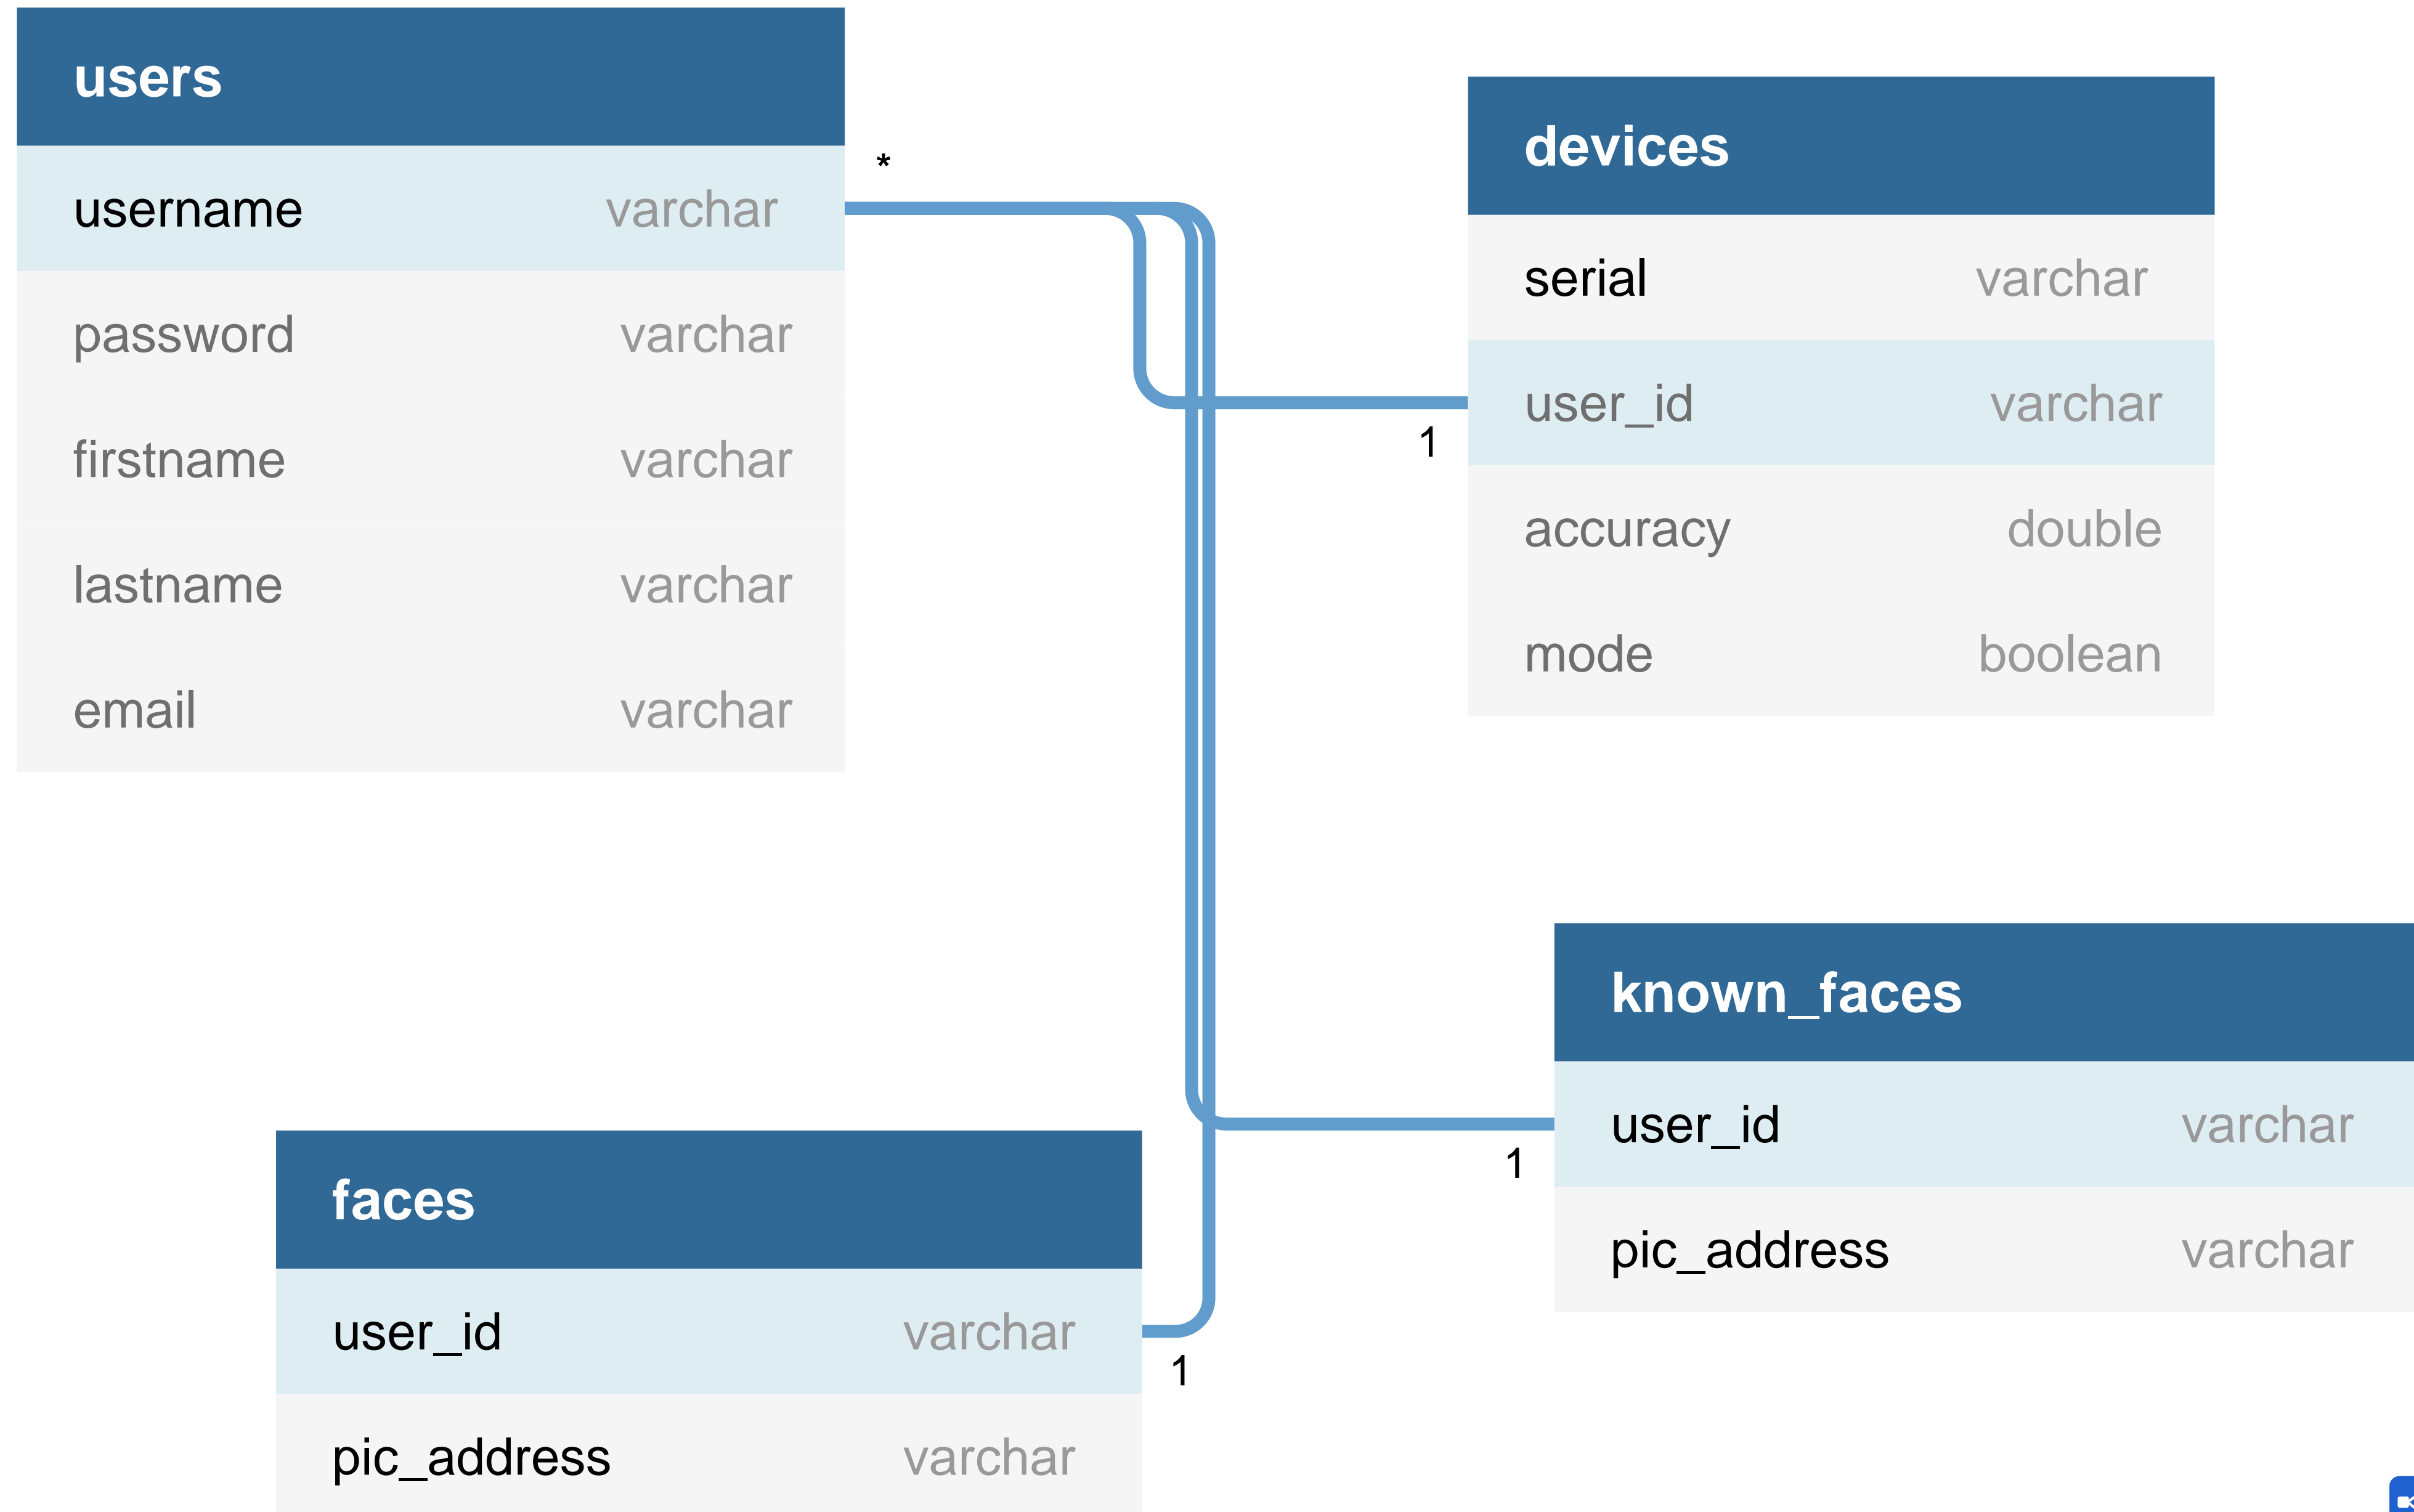 users
username varchar
password varchar
firstname varchar
lastname varchar
email varchar
*
devices
serial varchar
user_id varchar
accuracy double
mode boolean
1
known_faces
user_id varchar
pic_address varchar
1
faces
user_id varchar
pic_address varchar
1